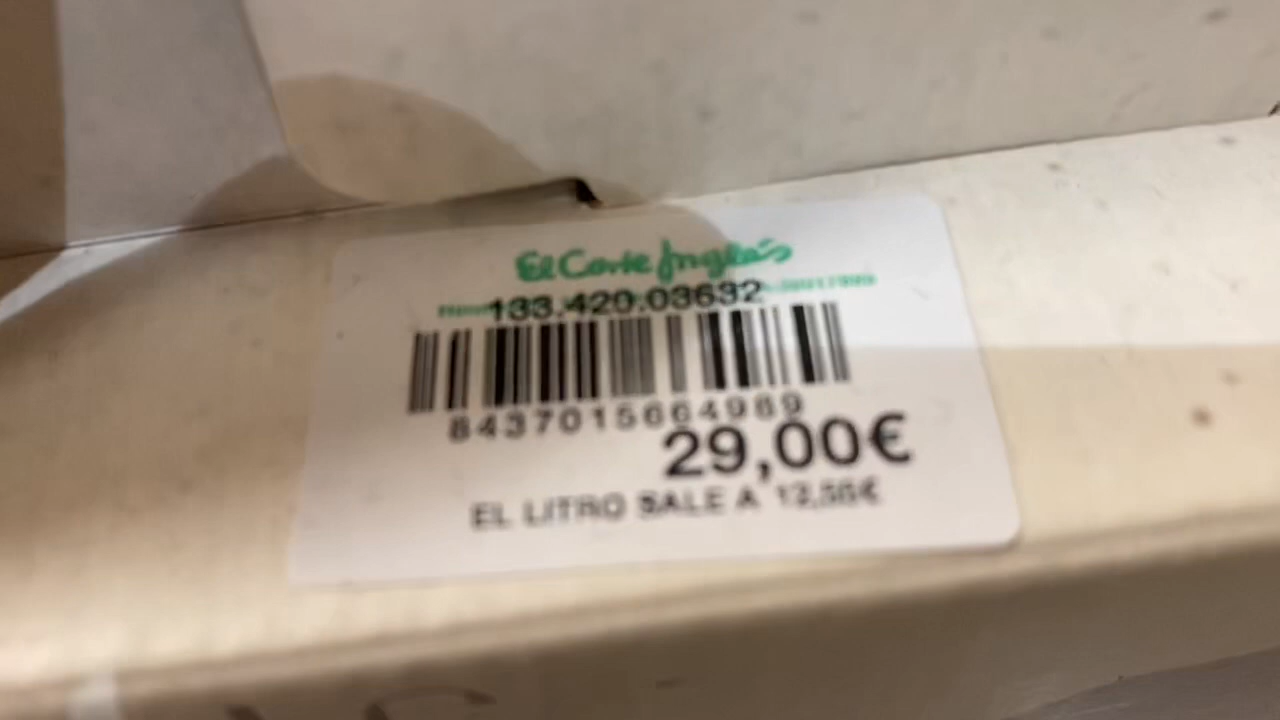 El Corte Inglés
133.420.03632
8437015664989
29,00€
EL LITRO SALE A